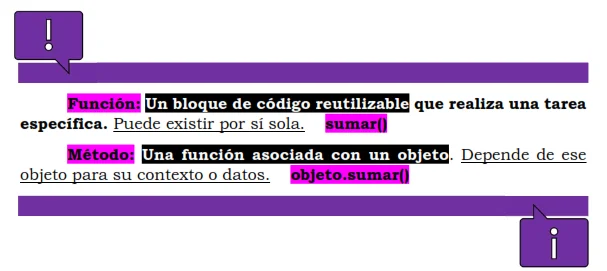 !
Función: Un bloque de código reutilizable que realiza una tarea
específica. Puede existir por sí sola. sumar()
Método: Una función asociada con un objeto. Depende de ese
objeto para su contexto o datos. objeto.sumar()
i